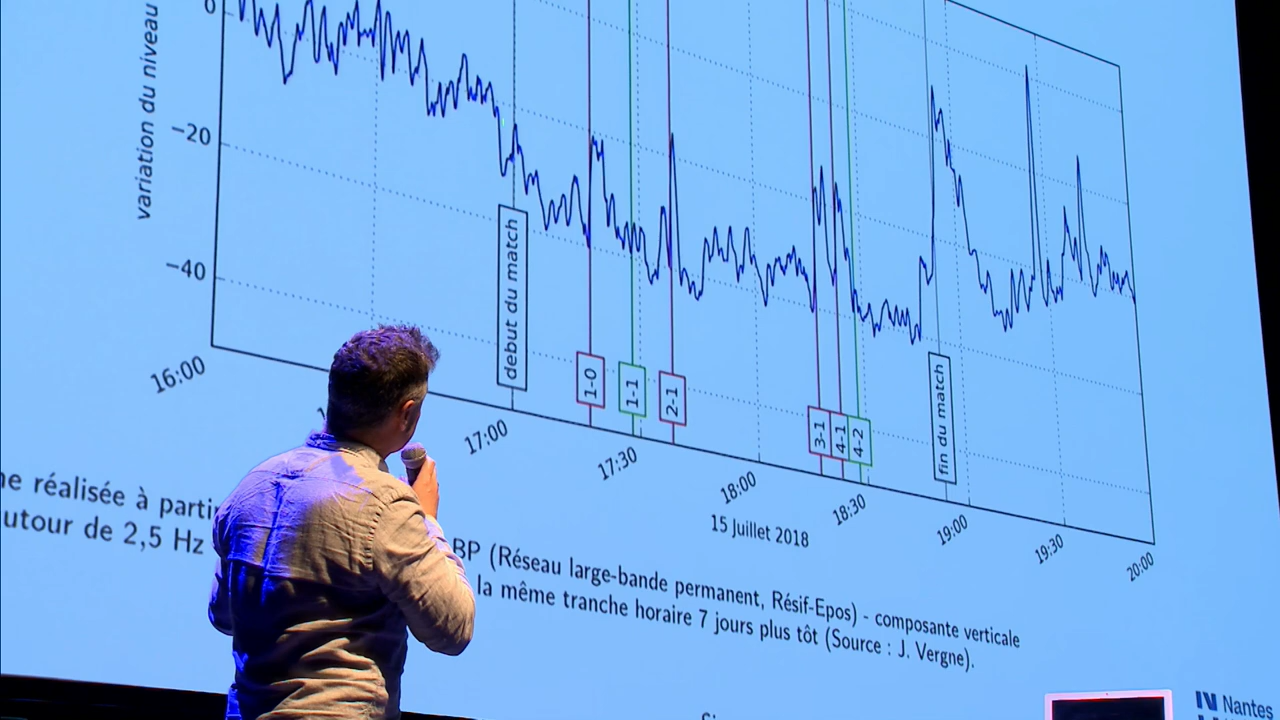 variation du niveau
0
−20
−40
debut du match
1-0
1-1
2-1
3-1
4-1
4-2
fin du match
16:00
17:00
17:30
18:00
18:30
19:00
19:30
20:00
15 Juillet 2018
ne réalisée à partir BP (Réseau large-bande permanent, Résif-Epos) - composante verticale
utour de 2,5 Hz la même tranche horaire 7 jours plus tôt (Source : J. Vergne).
Nantes